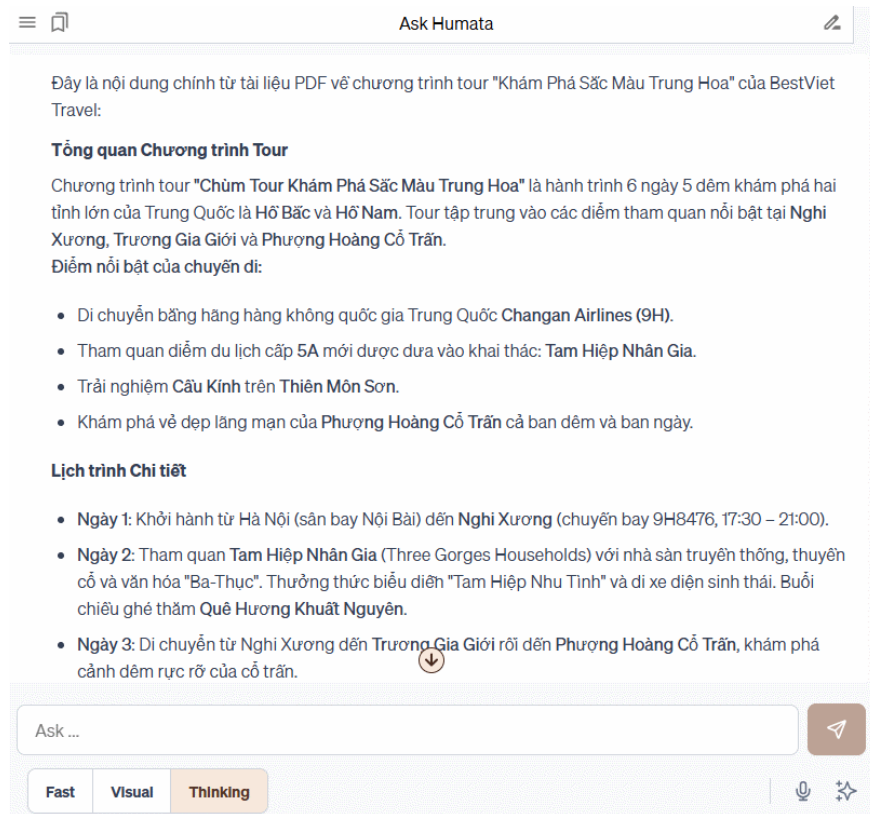 Ask Humata
Đây là nội dung chính từ tài liệu PDF về chương trình tour "Khám Phá Sắc Màu Trung Hoa" của BestViet
Travel:
Tổng quan Chương trình Tour
Chương trình tour "Chùm Tour Khám Phá Sắc Màu Trung Hoa" là hành trình 6 ngày 5 đêm khám phá hai
tỉnh lớn của Trung Quốc là Hồ Bắc và Hồ Nam. Tour tập trung vào các điểm tham quan nổi bật tại Nghi
Xương, Trương Gia Giới và Phượng Hoàng Cổ Trấn.
Điểm nổi bật của chuyến đi:
• Di chuyển bằng hãng hàng không quốc gia Trung Quốc Changan Airlines (9H).
• Tham quan điểm du lịch cấp 5A mới được đưa vào khai thác: Tam Hiệp Nhân Gia.
• Trải nghiệm Cầu Kính trên Thiên Môn Sơn.
• Khám phá vẻ đẹp lãng mạn của Phượng Hoàng Cổ Trấn cả ban đêm và ban ngày.
Lịch trình Chi tiết
• Ngày 1: Khởi hành từ Hà Nội (sân bay Nội Bài) đến Nghi Xương (chuyến bay 9H8476, 17:30 – 21:00).
• Ngày 2: Tham quan Tam Hiệp Nhân Gia (Three Gorges Households) với nhà sàn truyền thống, thuyền
cổ và văn hóa "Ba-Thục". Thưởng thức biểu diễn "Tam Hiệp Nhu Tình" và đi xe điện sinh thái. Buổi
chiều ghé thăm Quê Hương Khuất Nguyên.
• Ngày 3: Di chuyển từ Nghi Xương đến Trương Gia Giới rồi đến Phượng Hoàng Cổ Trấn, khám phá
cảnh đêm rực rỡ của cổ trấn.
Ask ...
Fast Visual Thinking